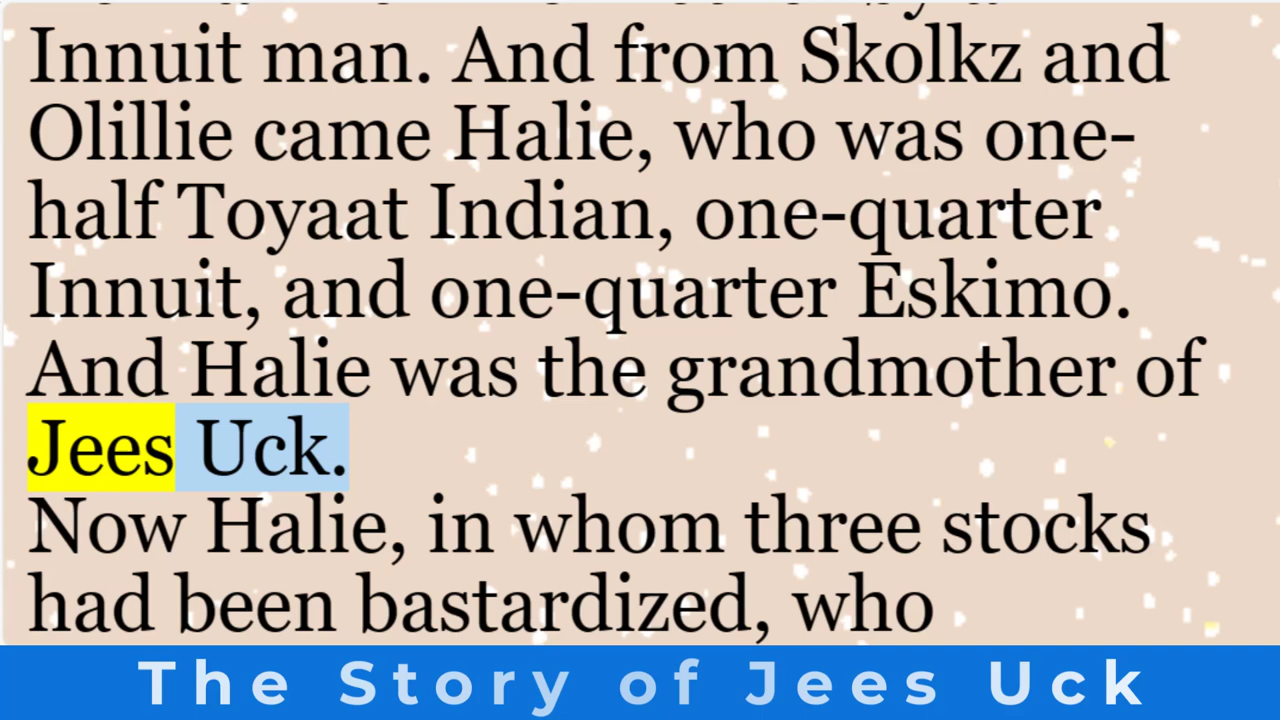 Innuit man. And from Skolkz and
Olillie came Halie, who was one-
half Toyaat Indian, one-quarter
Innuit, and one-quarter Eskimo.
And Halie was the grandmother of
Jees Uck.
Now Halie, in whom three stocks
had been bastardized, who
The Story of Jees Uck